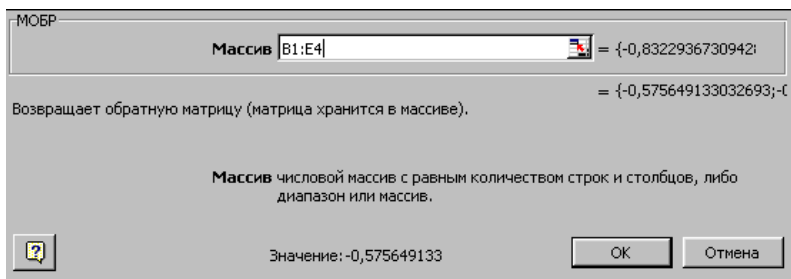 МОБР
Массив B1:E4 = {-0,8322936730942
= {-0,575649133032693;-0
Возвращает обратную матрицу (матрица хранится в массиве).
Массив числовой массив с равным количеством строк и столбцов, либо
диапазон или массив.
Значение:-0,575649133
OK Отмена